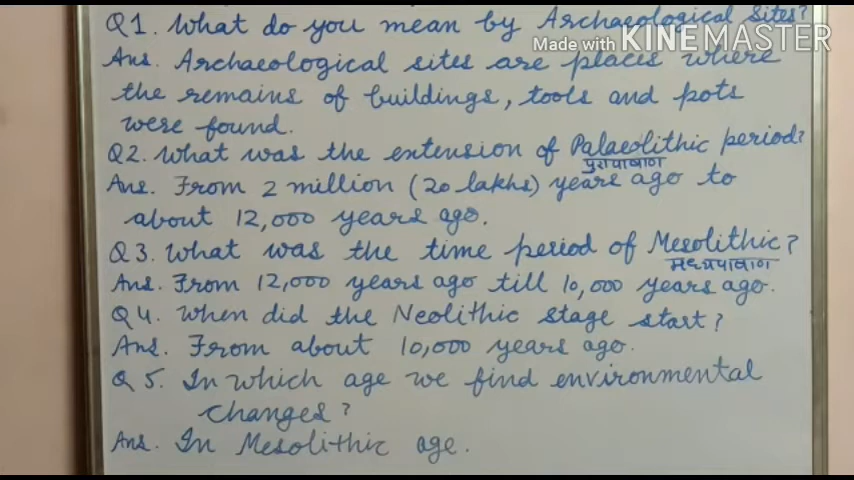 Q1. What do you mean by Archaeological Sites?
Made with KINEMASTER
Ans. Archaeological sites are places where
the remains of buildings, tools and pots
were found.
Q2. What was the extension of Palaeolithic period?
पुरापाषाण
Ans. From 2 million (20 lakhs) years ago to
about 12,000 years ago.
Q3. What was the time period of Mesolithic?
मध्यपाषाण
Ans. From 12,000 years ago till 10,000 years ago.
Q4. When did the Neolithic stage start?
Ans. From about 10,000 years ago.
Q5. In which age we find environmental
changes?
Ans. In Mesolithic age.